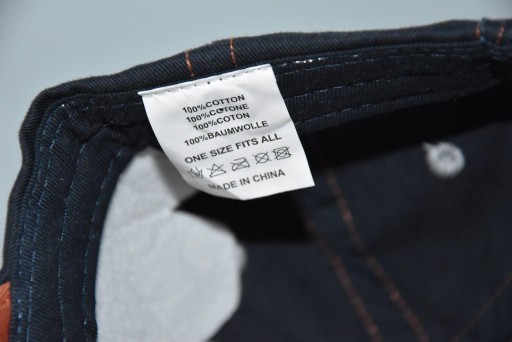 100%COTTON
100%COTONE
100%COTON
100%BAUMWOLLE
ONE SIZE FITS ALL
MADE IN CHINA